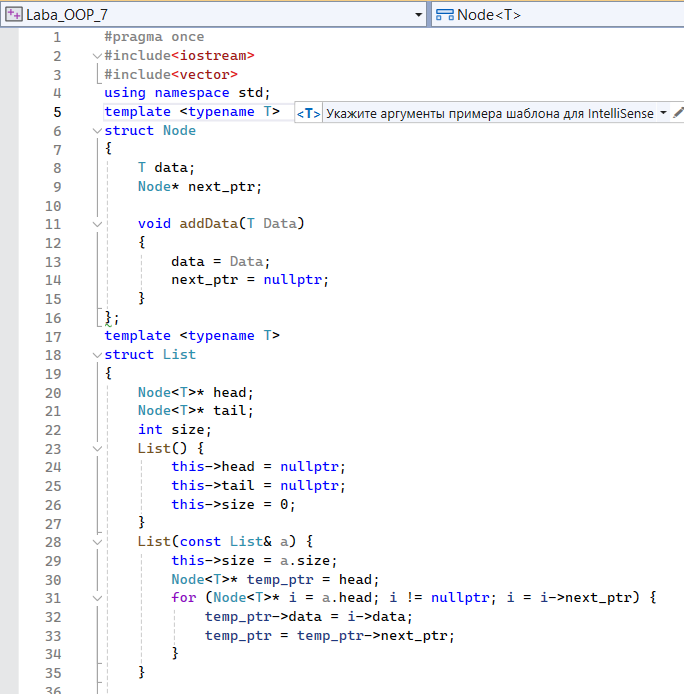 Laba_OOP_7 Node<T>
1 #pragma once
2 #include<iostream>
3 #include<vector>
4 using namespace std;
5 template <typename T> <T> Укажите аргументы примера шаблона для IntelliSense
6 struct Node
7 {
8 T data;
9 Node* next_ptr;
10
11 void addData(T Data)
12 {
13 data = Data;
14 next_ptr = nullptr;
15 }
16 };
17 template <typename T>
18 struct List
19 {
20 Node<T>* head;
21 Node<T>* tail;
22 int size;
23 List() {
24 this->head = nullptr;
25 this->tail = nullptr;
26 this->size = 0;
27 }
28 List(const List& a) {
29 this->size = a.size;
30 Node<T>* temp_ptr = head;
31 for (Node<T>* i = a.head; i != nullptr; i = i->next_ptr) {
32 temp_ptr->data = i->data;
33 temp_ptr = temp_ptr->next_ptr;
34 }
35 }
36